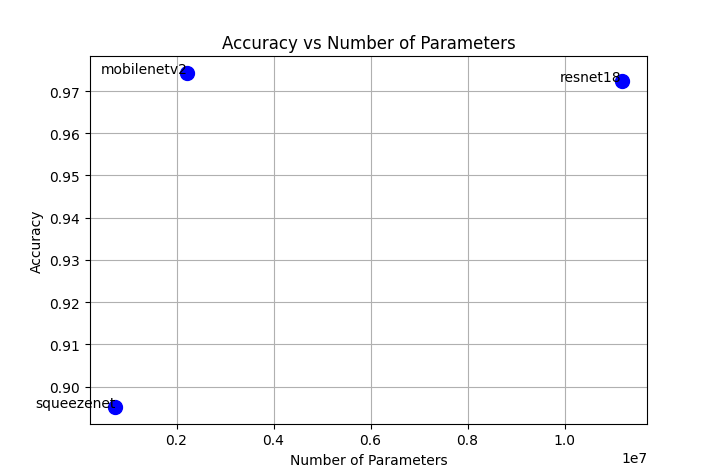 Accuracy vs Number of Parameters
mobilenetv2
resnet18
squeezenet
Accuracy
0.97
0.96
0.95
0.94
0.93
0.92
0.91
0.90
0.2
0.4
0.6
0.8
1.0
1e7
Number of Parameters